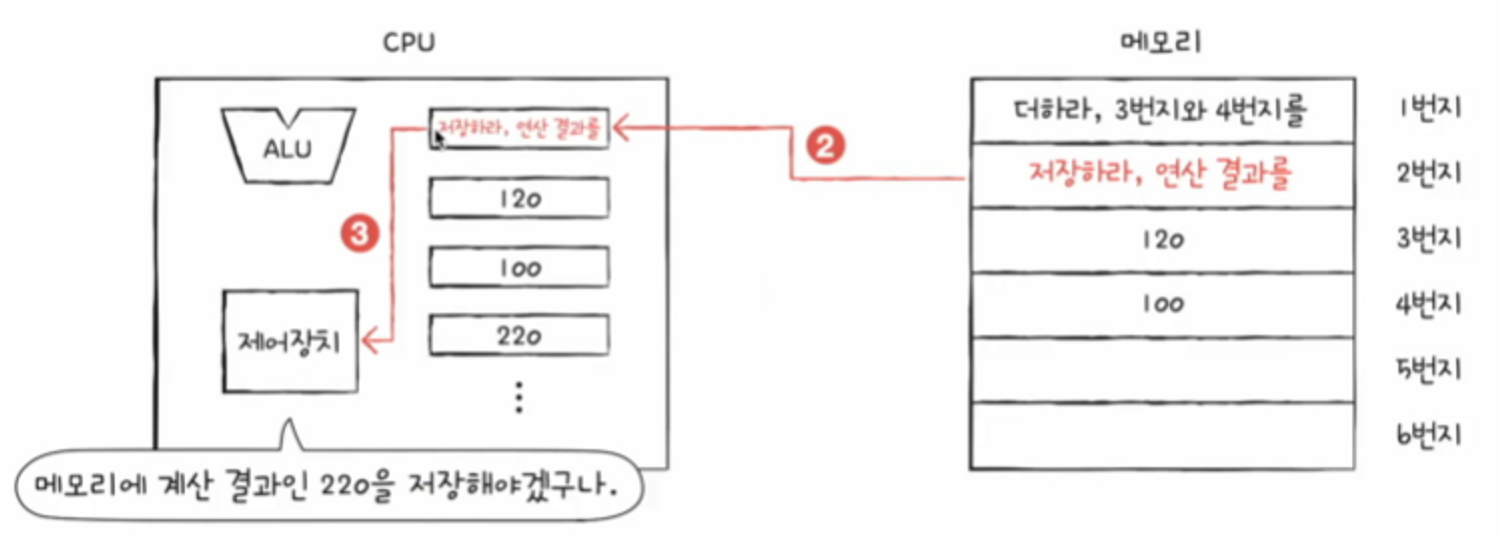 CPU
ALU
저장하라, 연산 결과를
120
100
220
제어장치
메모리에 계산 결과인 220을 저장해야겠구나.
3
2
메모리
더하라, 3번지와 4번지를
1번지
저장하라, 연산 결과를
2번지
120
3번지
100
4번지
5번지
6번지